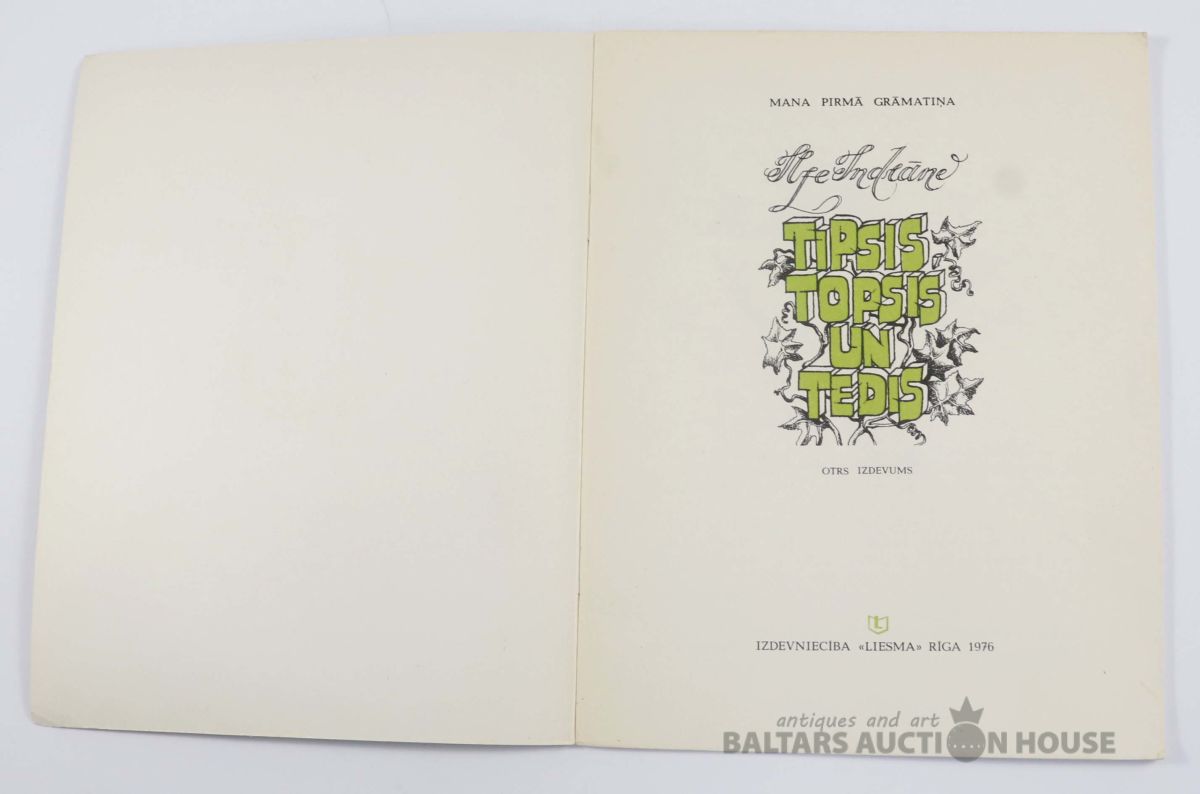 MANA PIRMĀ GRĀMATIŅA
Ilze Indrāne
TIPSIS,
TOPSIS
UN
TEDIS
OTRS IZDEVUMS
L
IZDEVNIECĪBA «LIESMA» RĪGA 1976
antiques and art
BALTARS AUCTION HOUSE